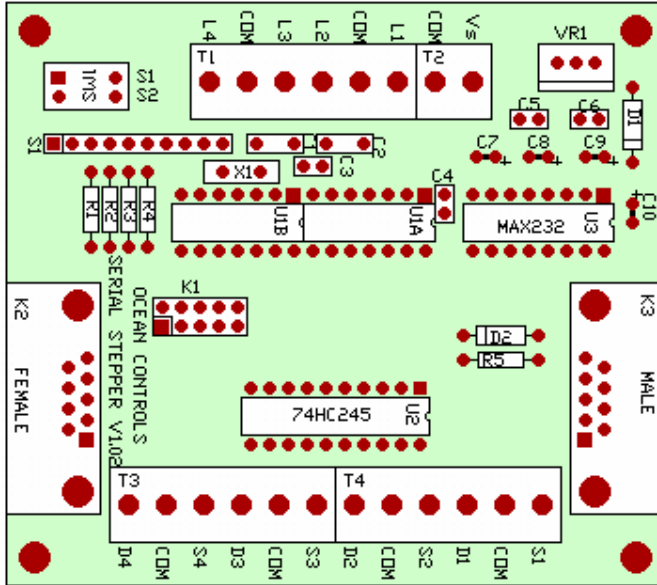 L4 COM L3 L2 COM L1 COM Vs
T1 T2
VR1
SW1 S1
S2
S1
C1 C2 C5 C6 D1
C7 C8 C9
+ + +
X1 C3 C4
R1 R2 R3 R4
U1B U1A MAX232 U3
+
C10
K1
K2 K3
FEMALE MALE
SERIAL STEPPER V1.02
OCEAN CONTROLS
D2
R5
74HC245 U2
T3 T4
D4 COM S4 D3 COM S3 D2 COM S2 D1 COM S1